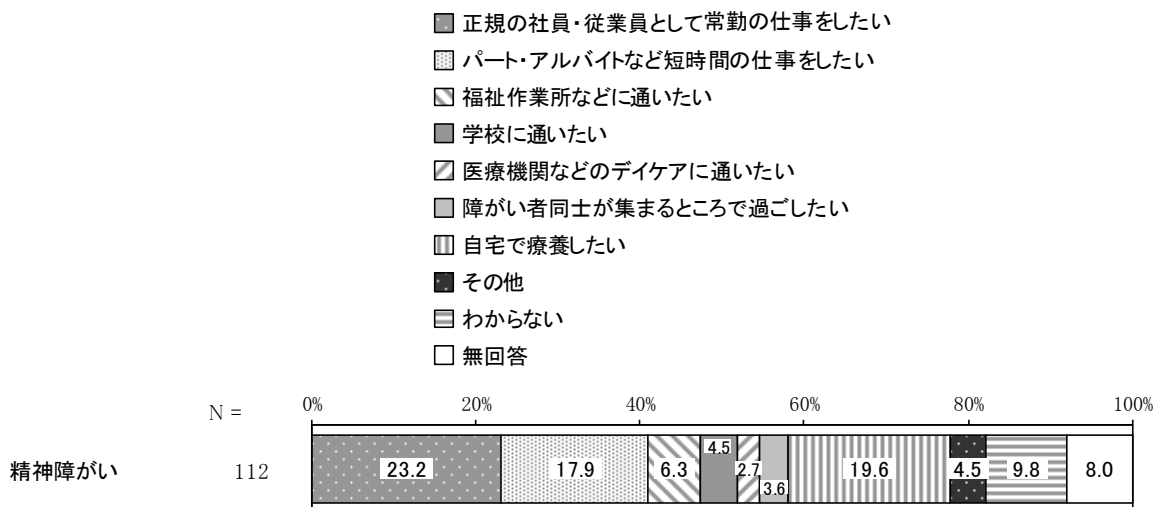 正規の社員・従業員として常勤の仕事をしたい
パート・アルバイトなど短時間の仕事をしたい
福祉作業所などに通いたい
学校に通いたい
医療機関などのデイケアに通いたい
障がい者同士が集まるところで過ごしたい
自宅で療養したい
その他
わからない
無回答
N = 0% 20% 40% 60% 80% 100%
精神障がい 112 23.2 17.9 6.3 4.5 2.7 3.6 19.6 4.5 9.8 8.0